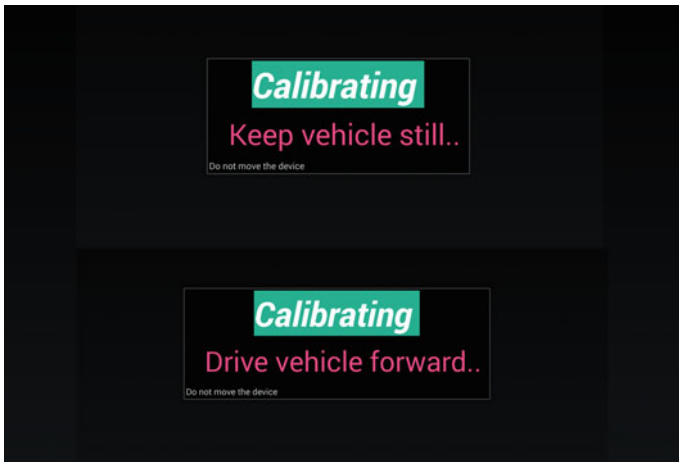 Calibrating
Keep vehicle still..
Do not move the device
Calibrating
Drive vehicle forward..
Do not move the device